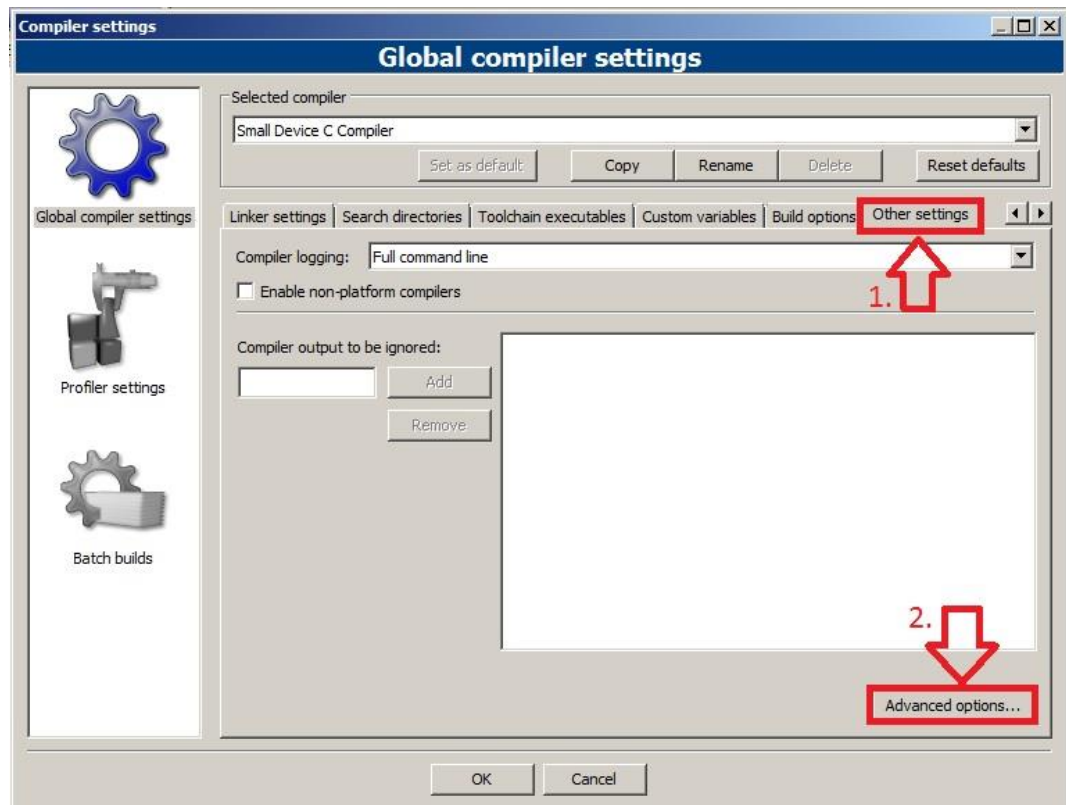 Compiler settings
Global compiler settings
Global compiler settings
Profiler settings
Batch builds
Selected compiler
Small Device C Compiler
Set as default Copy Rename Delete Reset defaults
Linker settings Search directories Toolchain executables Custom variables Build options Other settings
Compiler logging: Full command line
Enable non-platform compilers
1.
Compiler output to be ignored:
Add
Remove
2.
Advanced options...
OK Cancel